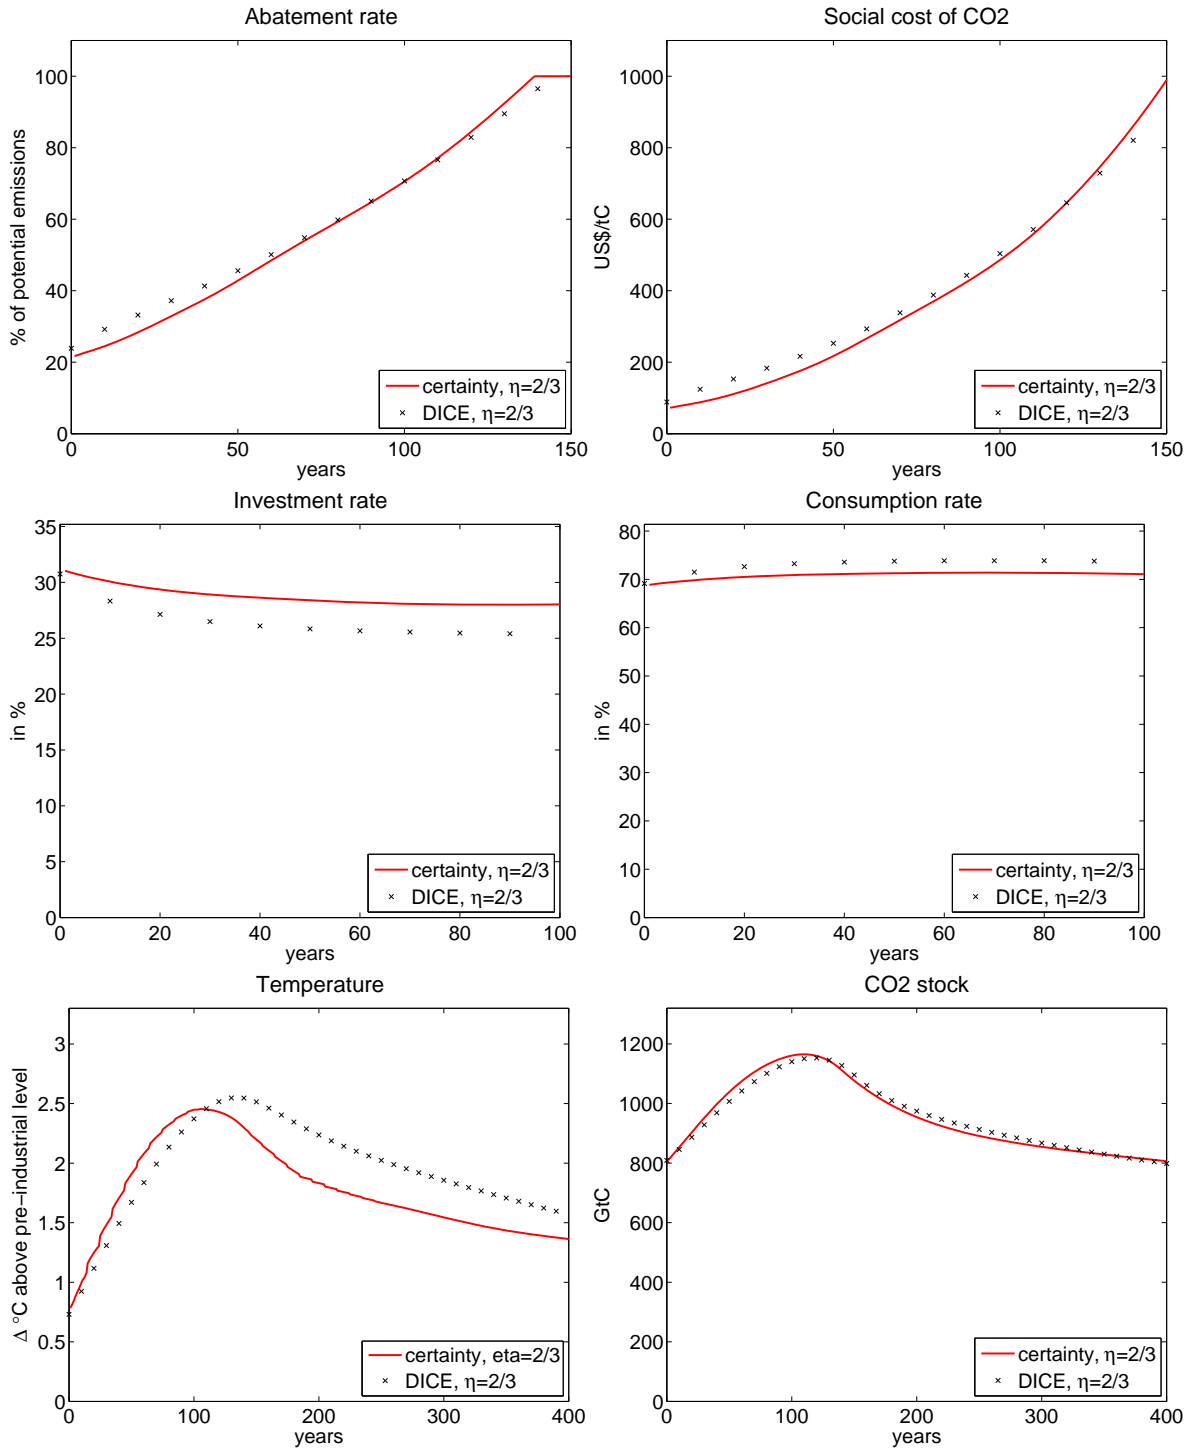 Abatement rate
% of potential emissions
100
80
60
40
20
0
0 50 100 150
years
certainty, η=2/3
DICE, η=2/3
Social cost of CO2
US$/tC
1000
800
600
400
200
0
0 50 100 150
years
certainty, η=2/3
DICE, η=2/3
Investment rate
in %
35
30
25
20
15
10
5
0
0 20 40 60 80 100
years
certainty, η=2/3
DICE, η=2/3
Consumption rate
in %
80
70
60
50
40
30
20
10
0
0 20 40 60 80 100
years
certainty, η=2/3
DICE, η=2/3
Temperature
Δ °C above pre−industrial level
3
2.5
2
1.5
1
0.5
0
0 100 200 300 400
years
certainty, eta=2/3
DICE, η=2/3
CO2 stock
GtC
1200
1000
800
600
400
200
0
0 100 200 300 400
years
certainty, η=2/3
DICE, η=2/3